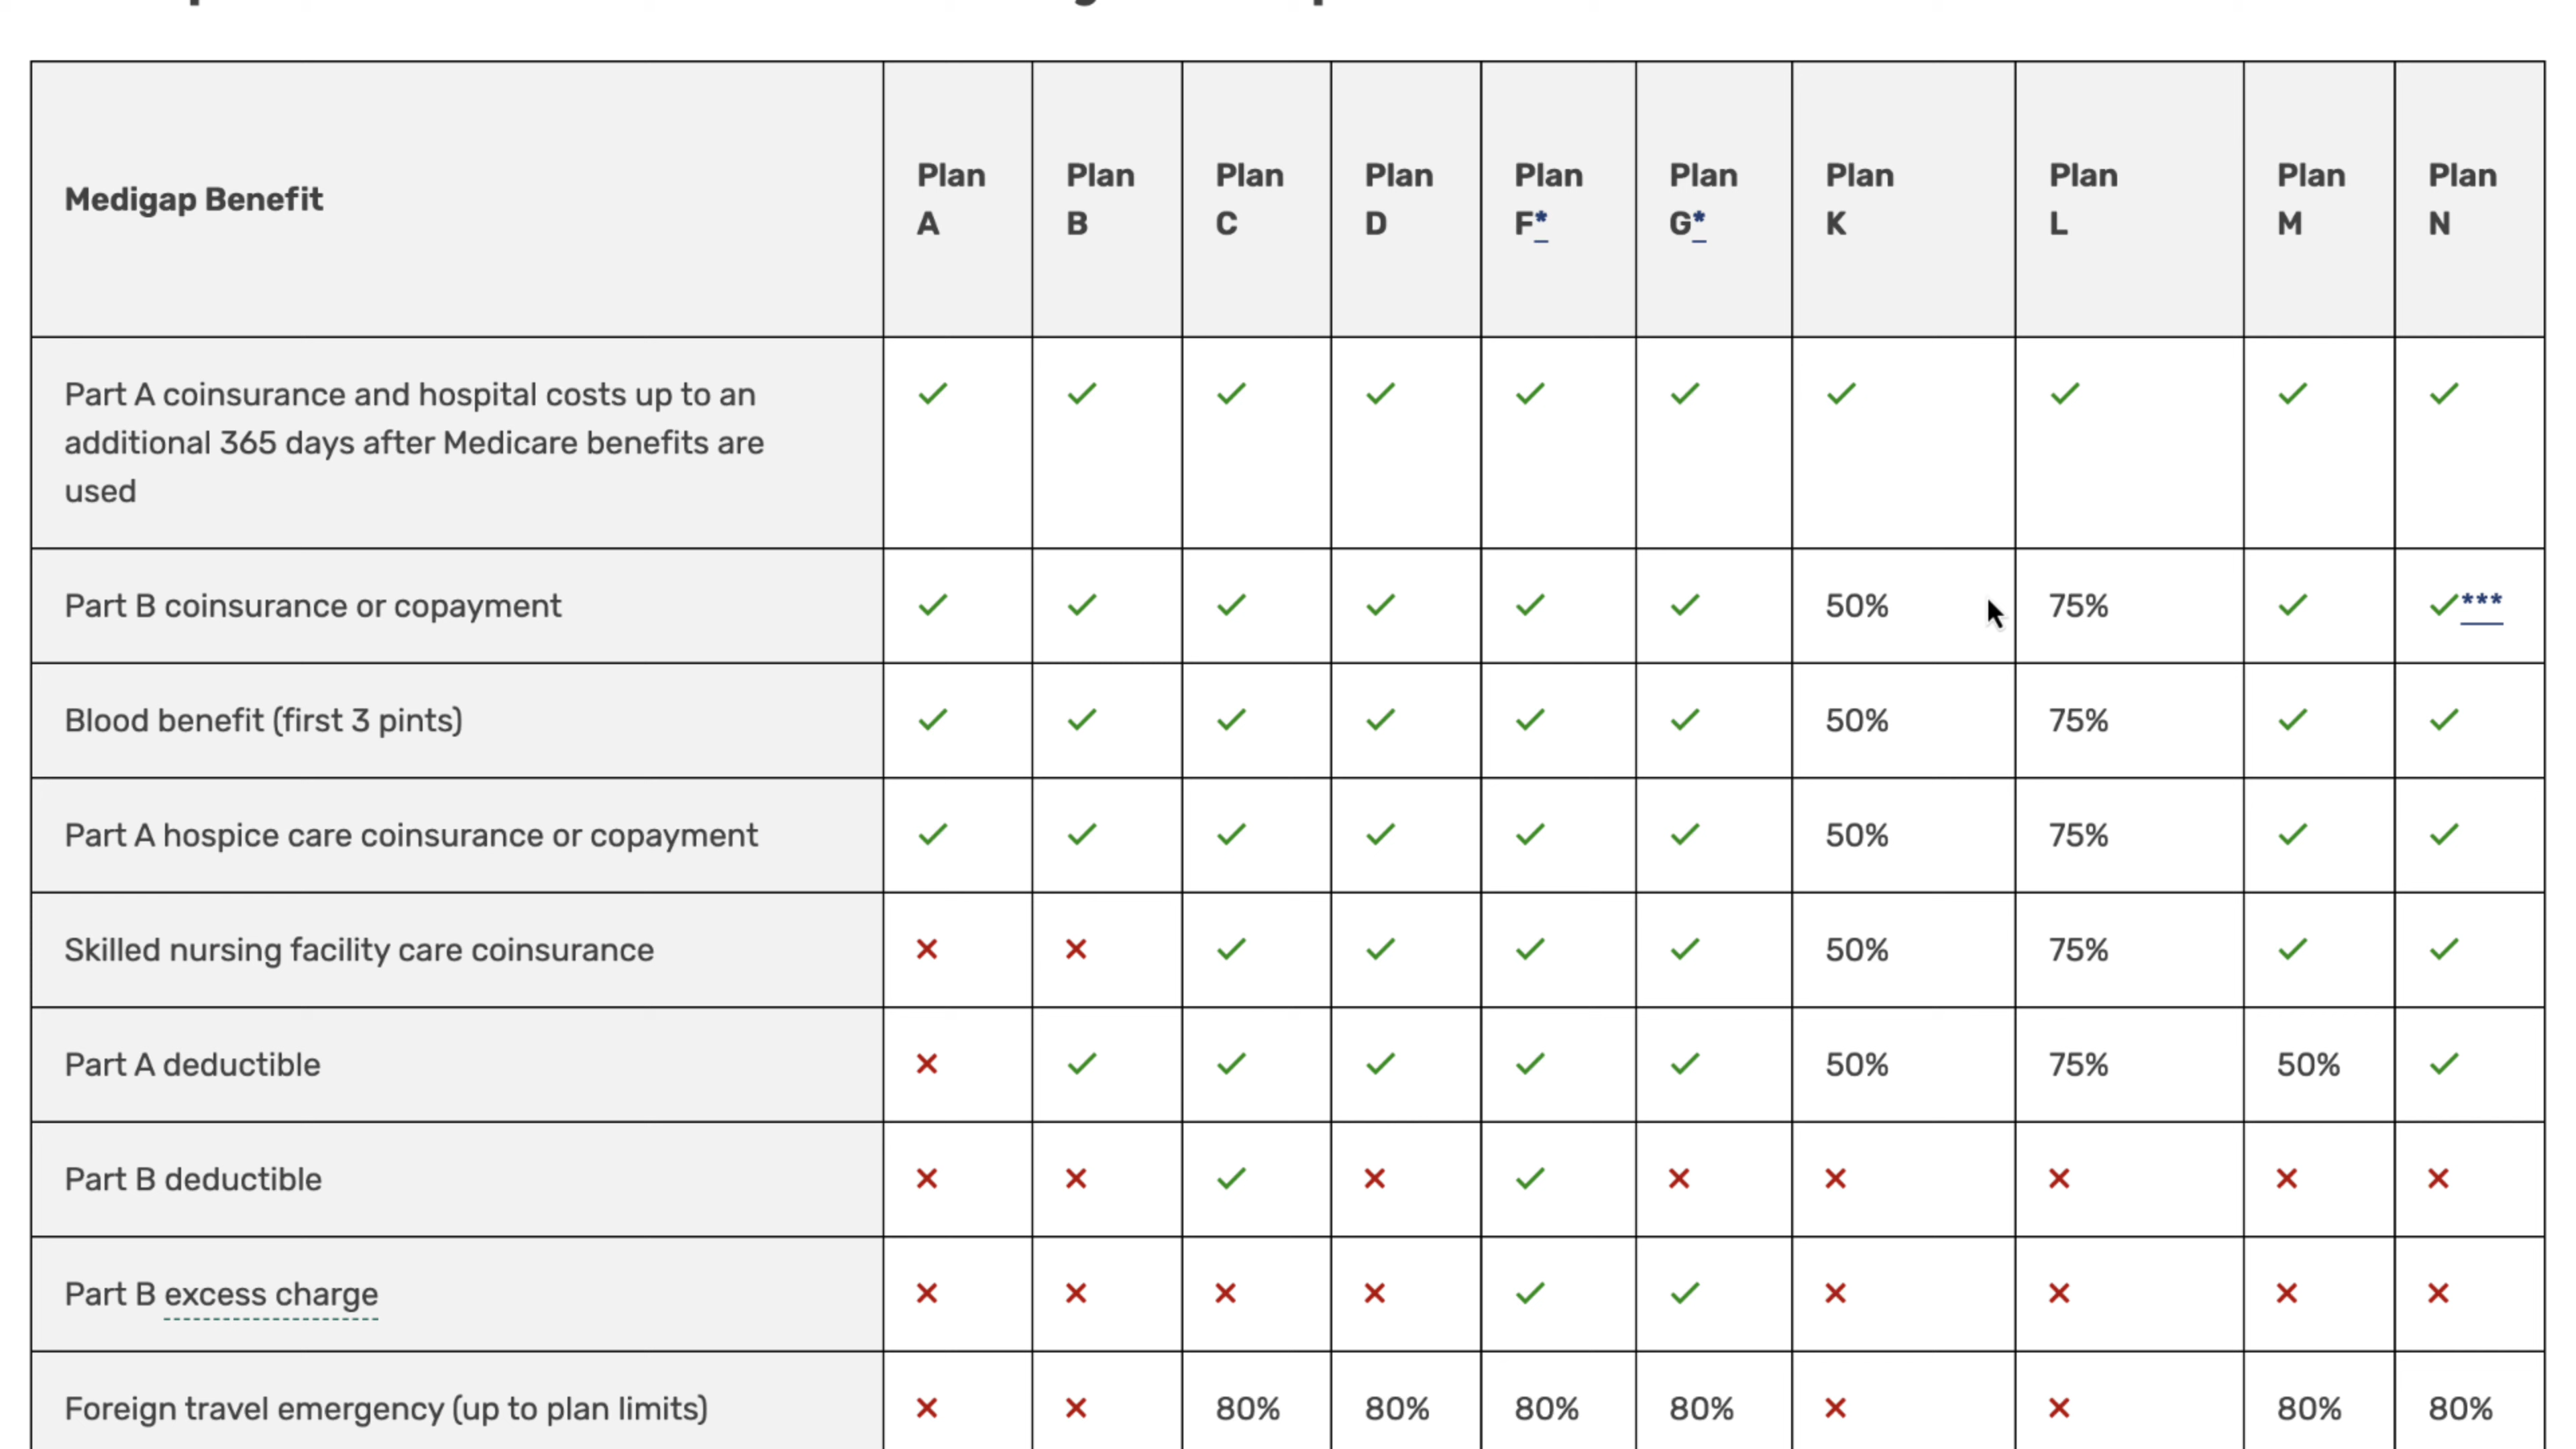 Medigap Benefit
Plan A
Plan B
Plan C
Plan D
Plan F*
Plan G*
Plan K
Plan L
Plan M
Plan N
Part A coinsurance and hospital costs up to an
additional 365 days after Medicare benefits are
used
✓ ✓ ✓ ✓ ✓ ✓ ✓ ✓ ✓ ✓
Part B coinsurance or copayment ✓ ✓ ✓ ✓ ✓ ✓ 50% 75% ✓ ✓***
Blood benefit (first 3 pints) ✓ ✓ ✓ ✓ ✓ ✓ 50% 75% ✓ ✓
Part A hospice care coinsurance or copayment ✓ ✓ ✓ ✓ ✓ ✓ 50% 75% ✓ ✓
Skilled nursing facility care coinsurance ✕ ✕ ✓ ✓ ✓ ✓ 50% 75% ✓ ✓
Part A deductible ✕ ✓ ✓ ✓ ✓ ✓ 50% 75% 50% ✓
Part B deductible ✕ ✕ ✓ ✕ ✓ ✕ ✕ ✕ ✕ ✕
Part B excess charge ✕ ✕ ✕ ✕ ✓ ✓ ✕ ✕ ✕ ✕
Foreign travel emergency (up to plan limits) ✕ ✕ 80% 80% 80% 80% ✕ ✕ 80% 80%